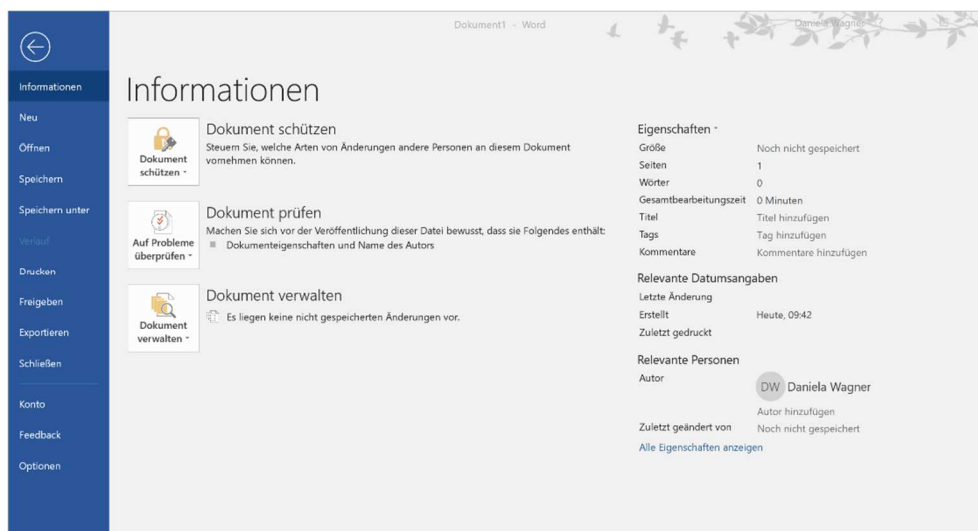 Dokument1 - Word
Daniela Wagner
?
Informationen
Neu
Öffnen
Speichern
Speichern unter
Verlauf
Drucken
Freigeben
Exportieren
Schließen
Konto
Feedback
Optionen
Informationen
Dokument schützen
Dokument schützen
Steuern Sie, welche Arten von Änderungen andere Personen an diesem Dokument
vornehmen können.
Auf Probleme überprüfen
Dokument prüfen
Machen Sie sich vor der Veröffentlichung dieser Datei bewusst, dass sie Folgendes enthält:
Dokumenteigenschaften und Name des Autors
Dokument verwalten
Dokument verwalten
Es liegen keine nicht gespeicherten Änderungen vor.
Eigenschaften
Größe Noch nicht gespeichert
Seiten 1
Wörter 0
Gesamtbearbeitungszeit 0 Minuten
Titel Titel hinzufügen
Tags Tag hinzufügen
Kommentare Kommentare hinzufügen
Relevante Datumsangaben
Letzte Änderung
Erstellt Heute, 09:42
Zuletzt gedruckt
Relevante Personen
Autor
DW Daniela Wagner
Autor hinzufügen
Zuletzt geändert von Noch nicht gespeichert
Alle Eigenschaften anzeigen